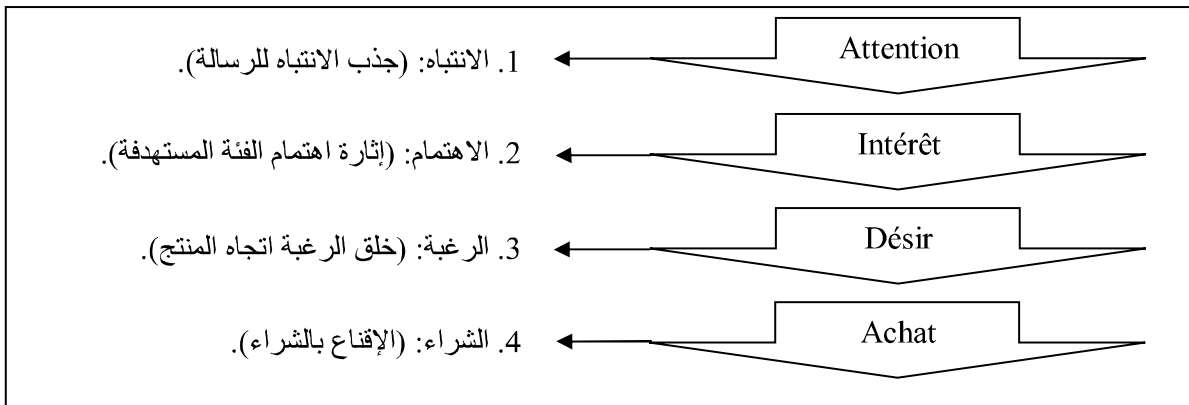 Attention
1. الانتباه: (جذب الانتباه للرسالة).
Intérêt
2. الاهتمام: (إثارة اهتمام الفئة المستهدفة).
Désir
3. الرغبة: (خلق الرغبة اتجاه المنتج).
Achat
4. الشراء: (الإقناع بالشراء).